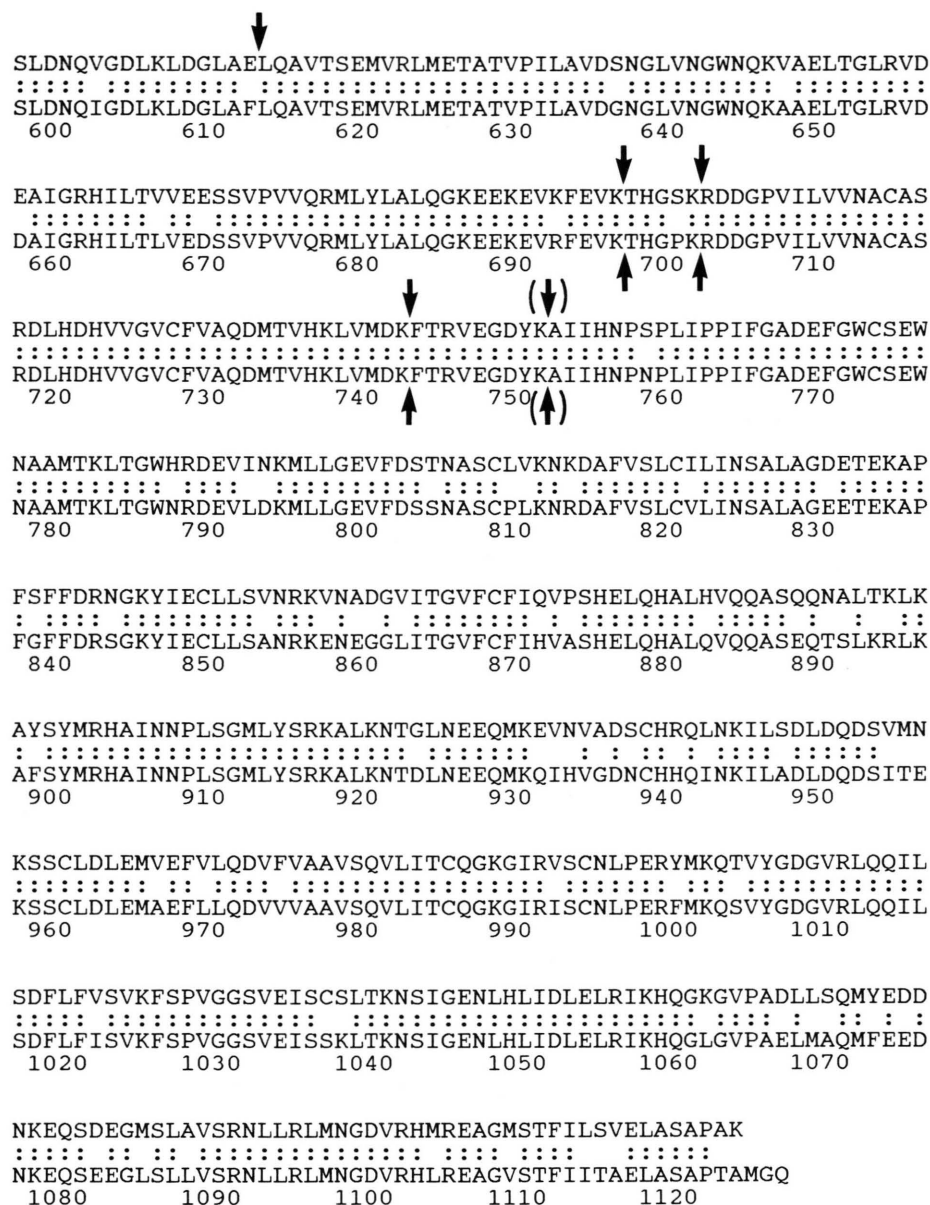 SLDNQVGDLKLDGLAELQAVTSEMVRLMETATVPILAVDSNGLVNGWNQKVAELTGLRVD
::::: :::::::::: ::::::::::::::::::::::: :::::::::: :::::::::
SLDNQIGDLKLDGLAFLQAVTSEMVRLMETATVPILAVDGNGLVNGWNQKAAELTGLRVD
600 610 620 630 640 650
EAIGRHILTVVEESSVPVVQRMLYLALQGKEEKEVKFEVKTHGSKRDDGPVILVVNACAS
 :::::::: :: :::::::::::::::::::::: ::::::: ::::::::::::::::
DAIGRHILTLVEDSSVPVVQRMLYLALQGKEEKEVRFEVKTHGPKRDDGPVILVVNACAS
660 670 680 690 700 710
( )
RDLHDHVVGVCFVAQDMTVHKLVMDKFTRVEGDYKAIIHNPSPLIPPIFGADEFGWCSEW
::::::::::::::::::::::::::::::::::::::::: ::::::::::::::::::
RDLHDHVVGVCFVAQDMTVHKLVMDKFTRVEGDYKAIIHNPNPLIPPIFGADEFGWCSEW
720 730 740 750 760 770
( )
NAAMTKLTGWHRDEVINKMLLGEVFDSTNASCLVKNKDAFVSLCILINSALAGDETEKAP
:::::::::: ::::  :::::::::: ::::  :: ::::::: :::::::: ::::::
NAAMTKLTGWNRDEVLDKMLLGEVFDSSNASCPLKNRDAFVSLCVLINSALAGEETEKAP
780 790 800 810 820 830
FSFFDRNGKYIECLLSVNRKVNADGVITGVFCFIQVPSHELQHALHVQQASQQNALTKLK
: :::: ::::::::: ::: :  : :::::::: : :::::::: ::::: :  :  ::
FGFFDRSGKYIECLLSANRKENEGGLITGVFCFIHVASHELQHALQVQQASEQTSLKRLK
840 850 860 870 880 890
AYSYMRHAINNPLSGMLYSRKALKNTGLNEEQMKEVNVADSCHRQLNKILSDLDQDSVMN
: :::::::::::::::::::::::: :::::::   : : :: : ::::: ::::::
AFSYMRHAINNPLSGMLYSRKALKNTDLNEEQMKQIHVGDNCHHQINKILADLDQDSITE
900 910 920 930 940 950
KSSCLDLEMVEFVLQDVFVAAVSQVLITCQGKGIRVSCNLPERYMKQTVYGDGVRLQQIL
::::::::: :: :::: ::::::::::::::::: ::::::: ::: ::::::::::::
KSSCLDLEMAEFLLQDVVVAAVSQVLITCQGKGIRISCNLPERFMKQSVYGDGVRLQQIL
960 970 980 990 1000 1010
SDFLFVSVKFSPVGGSVEISCSLTKNSIGENLHLIDLELRIKHQGKGVPADLLSQMYEDD
::::: ::::::::::::::  ::::::::::::::::::::::: :::: :  :: : :
SDFLFISVKFSPVGGSVEISSKLTKNSIGENLHLIDLELRIKHQGLGVPAELMAQMFEED
1020 1030 1040 1050 1060 1070
NKEQSDEGMSLAVSRNLLRLMNGDVRHMREAGMSTFILSVELASAPAK
::::: :: ::  :::::::::::::: :::: ::::   ::::::
NKEQSEEGLSLLVSRNLLRLMNGDVRHLREAGVSTFIITAELASAPTAMGQ
1080 1090 1100 1110 1120